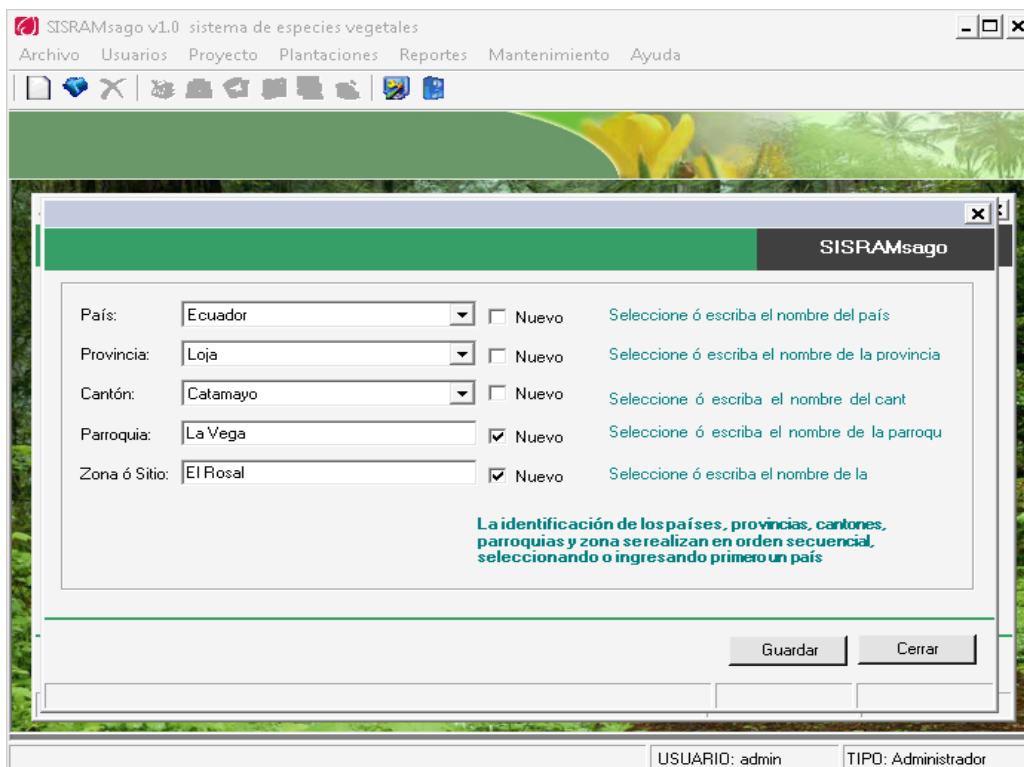 SISRAMsago v1.0 sistema de especies vegetales
Archivo Usuarios Proyecto Plantaciones Reportes Mantenimiento Ayuda
SISRAMsago
País: Ecuador Nuevo Seleccione ó escriba el nombre del país
Provincia: Loja Nuevo Seleccione ó escriba el nombre de la provincia
Cantón: Catamayo Nuevo Seleccione ó escriba el nombre del cant
Parroquia: La Vega Nuevo Seleccione ó escriba el nombre de la parroqu
Zona ó Sitio: El Rosal Nuevo Seleccione ó escriba el nombre de la
La identificación de los países, provincias, cantones,
parroquias y zona se realizan en orden secuencial,
seleccionando o ingresando primero un país
Guardar Cerrar
USUARIO: admin TIPO: Administrador